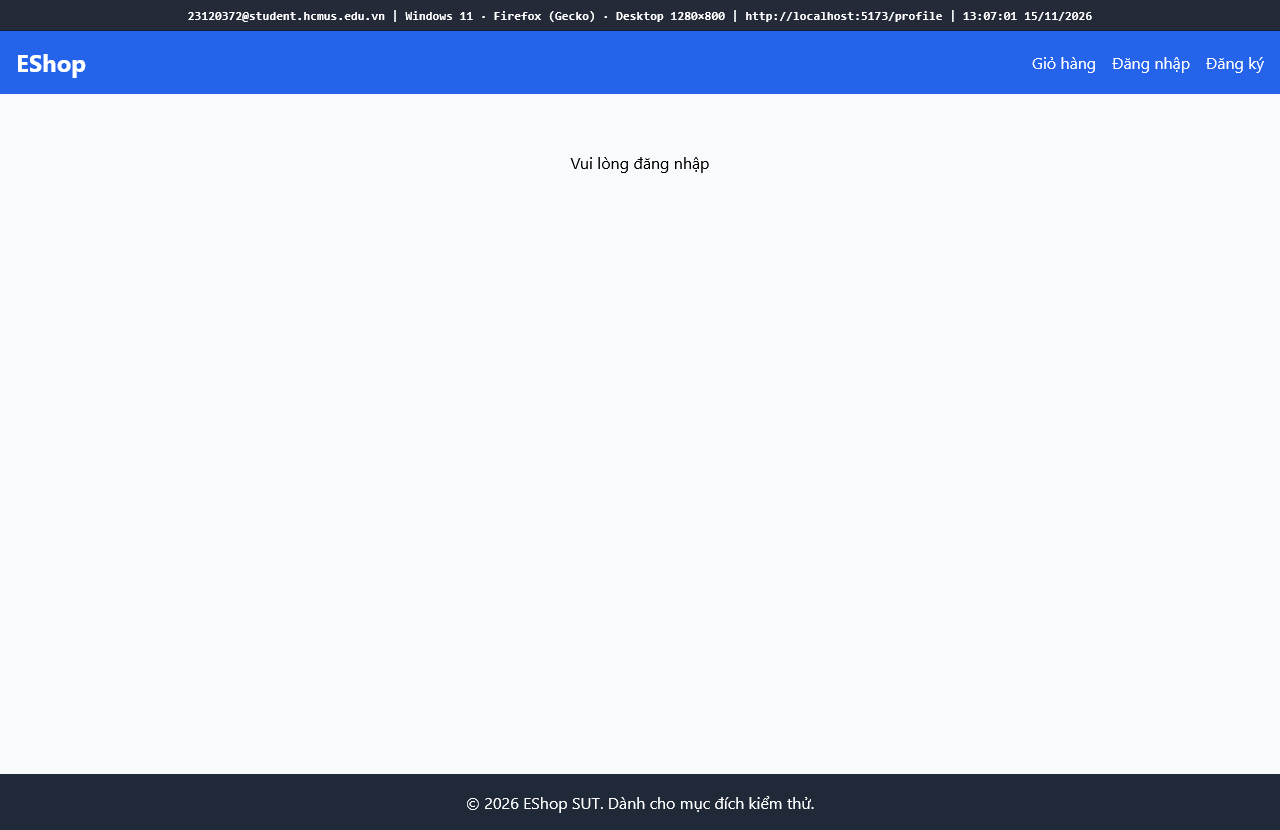 23120372@student.hcmus.edu.vn | Windows 11 · Firefox (Gecko) · Desktop 1280×800 | http://localhost:5173/profile | 13:07:01 15/11/2026
EShop Giỏ hàng Đăng nhập Đăng ký
Vui lòng đăng nhập
© 2026 EShop SUT. Dành cho mục đích kiểm thử.